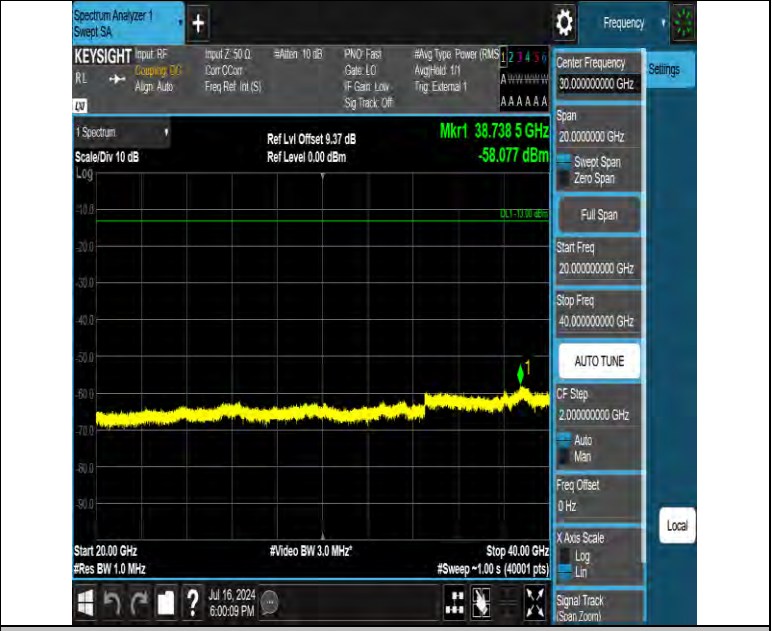 Spectrum Analyzer 1
Swept SA
+
Frequency
KEYSIGHT
RL
Input: RF
Coupling: DC
Align: Auto
Input Z: 50 Ω
Corr CCorr
Freq Ref: Int (S)
#Atten: 10 dB
PNO: Fast
Gate: LO
IF Gain: Low
Sig Track: Off
#Avg Type: Power (RMS
Avg|Hold: 1/1
Trig: External 1
1 2 3 4 5 6
A W W W W W
A A A A A A
LXI
1 Spectrum
Scale/Div 10 dB
Ref Lvl Offset 9.37 dB
Ref Level 0.00 dBm
Mkr1 38.738 5 GHz
-58.077 dBm
Log
-10.0
DL1 -13.00 dBm
-20.0
-30.0
-40.0
-50.0
-60.0
-70.0
-80.0
-90.0
1
Start 20.00 GHz
#Res BW 1.0 MHz
#Video BW 3.0 MHz*
Stop 40.00 GHz
#Sweep ~1.00 s (40001 pts)
Center Frequency
30.000000000 GHz
Settings
Span
20.0000000 GHz
Swept Span
Zero Span
Full Span
Start Freq
20.000000000 GHz
Stop Freq
40.000000000 GHz
AUTO TUNE
CF Step
2.000000000 GHz
Auto
Man
Freq Offset
0 Hz
X Axis Scale
Log
Lin
Signal Track
(Span Zoom)
Local
?
Jul 16, 2024
6:00:09 PM